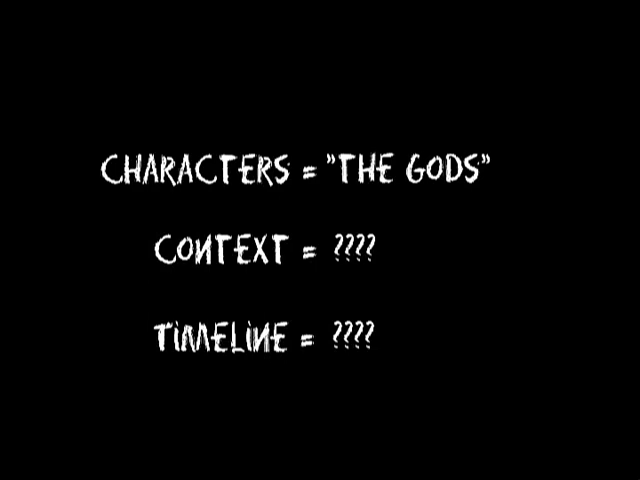 CHARACTERS = "THE GODS"
CONTEXT = ????
TIMELINE = ????